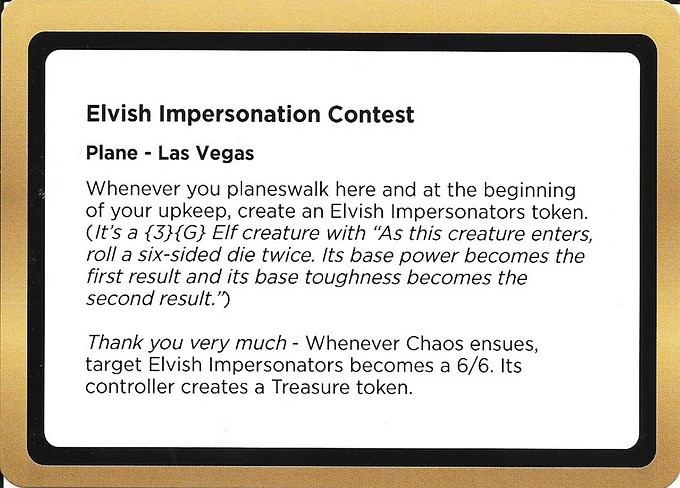 Elvish Impersonation Contest
Plane - Las Vegas
Whenever you planeswalk here and at the beginning
of your upkeep, create an Elvish Impersonators token.
(It's a {3}{G} Elf creature with “As this creature enters,
roll a six-sided die twice. Its base power becomes the
first result and its base toughness becomes the
second result.”)
Thank you very much - Whenever Chaos ensues,
target Elvish Impersonators becomes a 6/6. Its
controller creates a Treasure token.